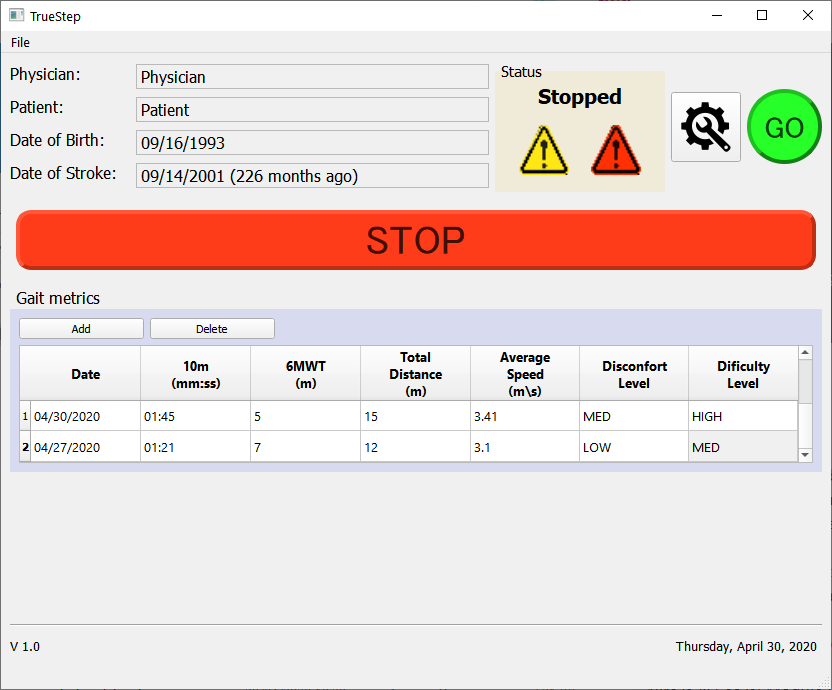 TrueStep
File
Physician: Physician
Patient: Patient
Date of Birth: 09/16/1993
Date of Stroke: 09/14/2001 (226 months ago)
Status
Stopped
GO
STOP
Gait metrics
Add Delete
Date 10m (mm:ss) 6MWT (m) Total Distance (m) Average Speed (m\s) Disconfort Level Dificulty Level
1 04/30/2020 01:45 5 15 3.41 MED HIGH
2 04/27/2020 01:21 7 12 3.1 LOW MED
V 1.0 Thursday, April 30, 2020